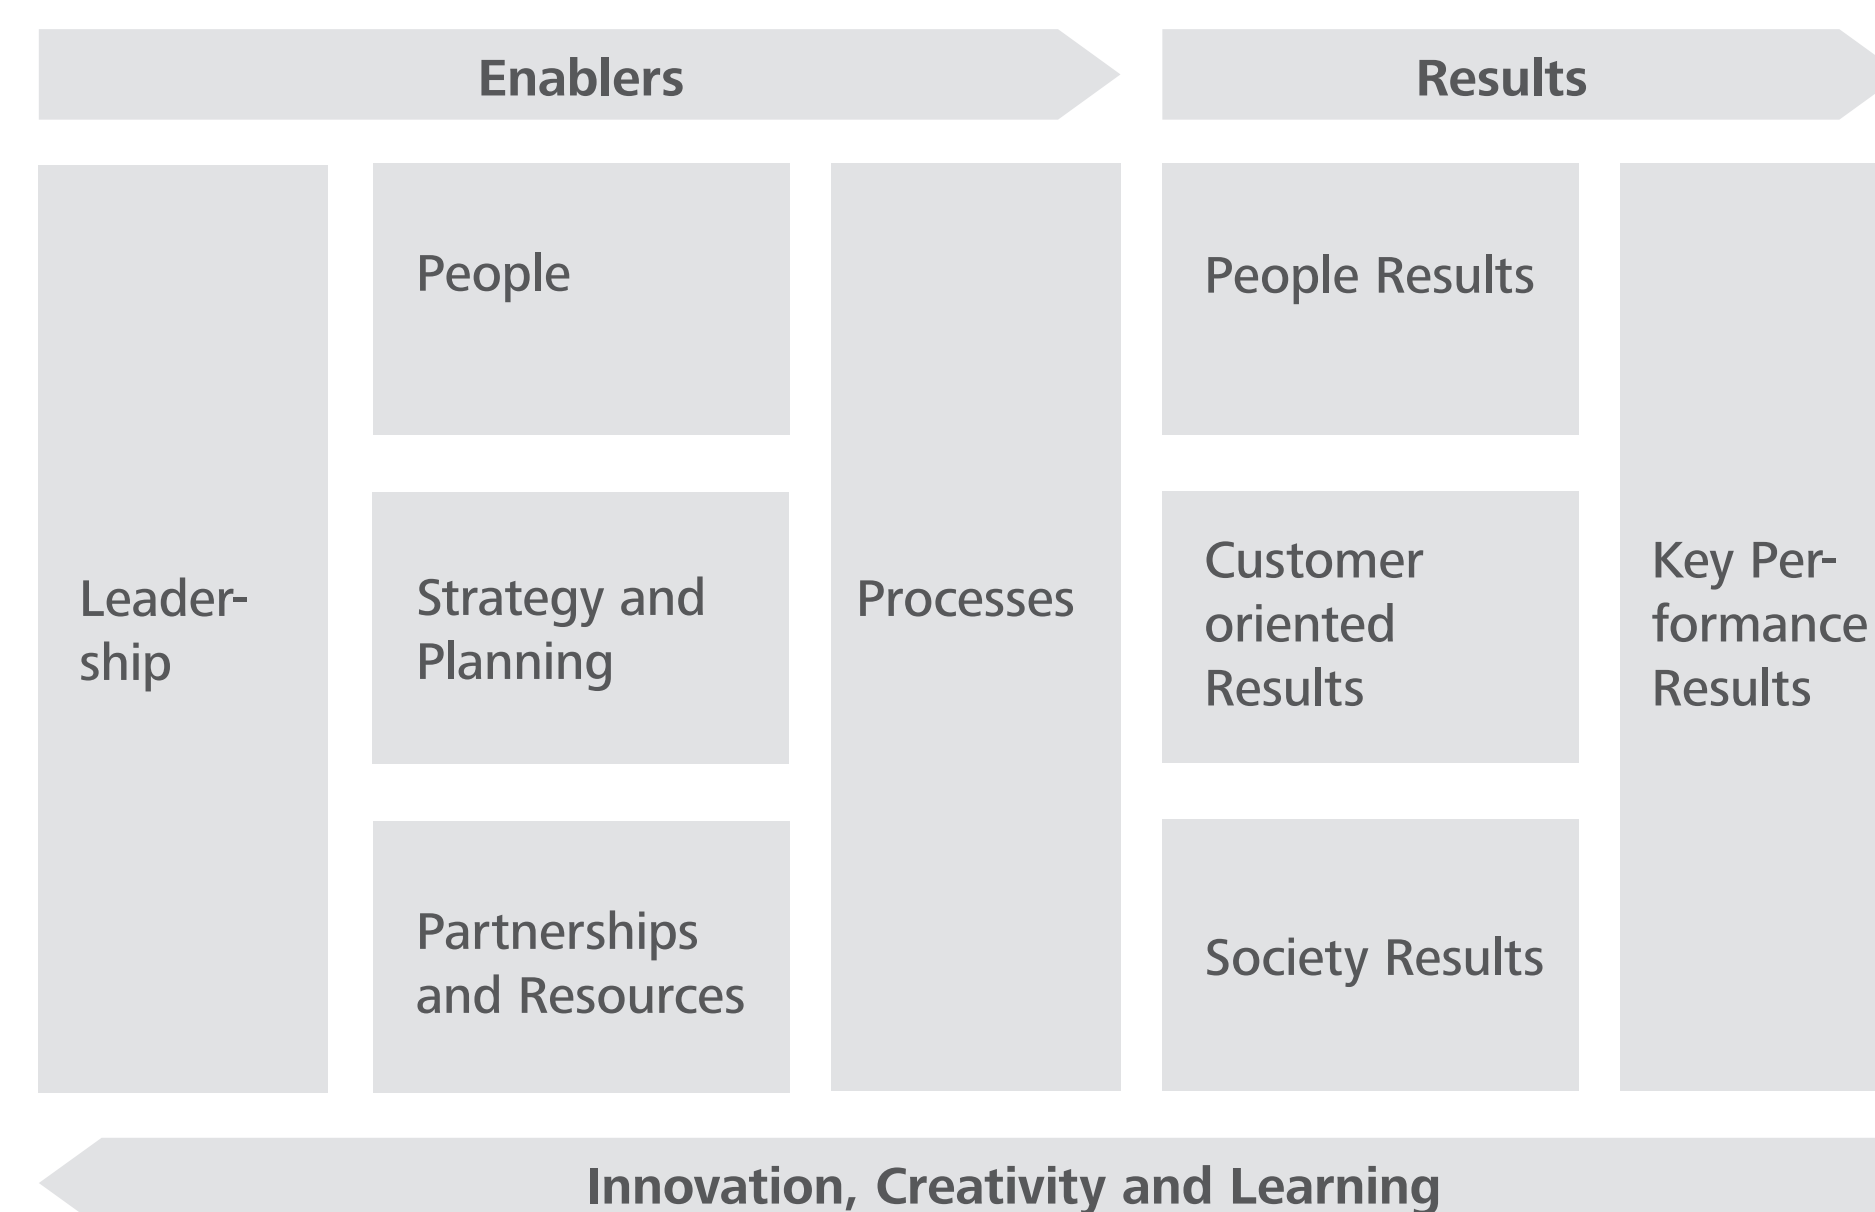 Enablers
Results
Leader-
ship
People
Strategy and
Planning
Partnerships
and Resources
Processes
People Results
Customer
oriented
Results
Society Results
Key Per-
formance
Results
Innovation, Creativity and Learning